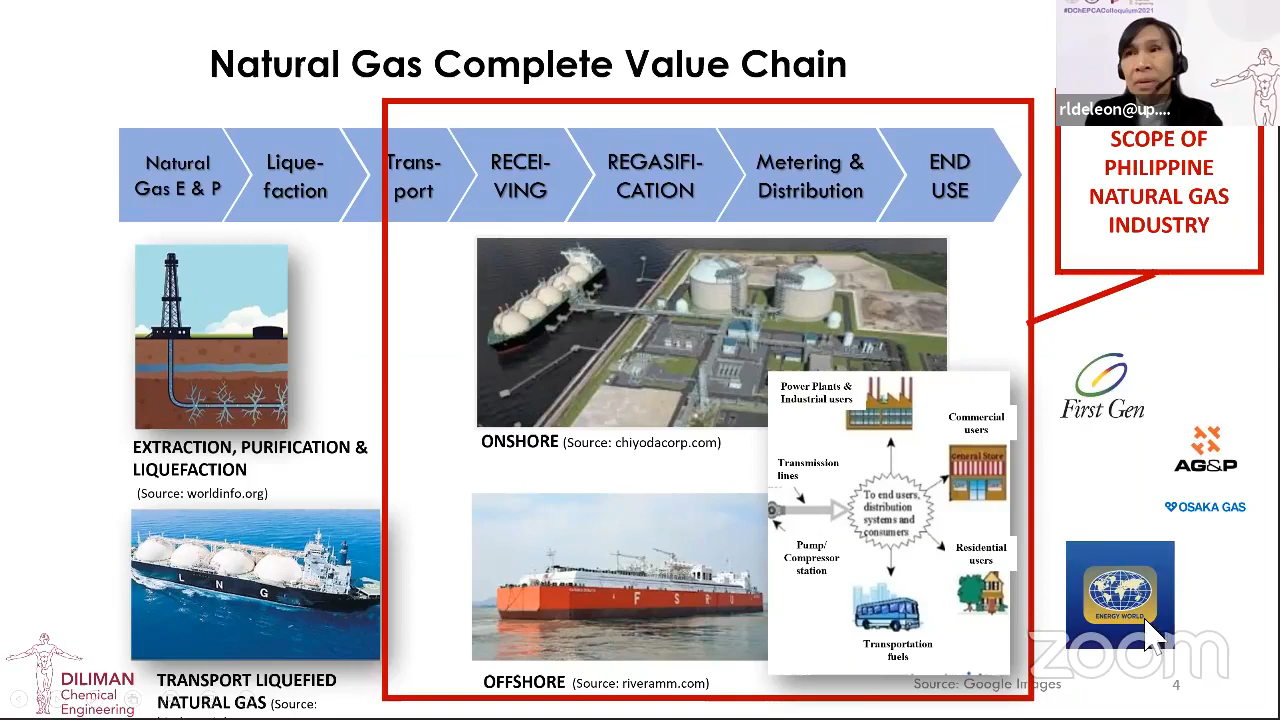 #DChEPCAColloquium2021
rldeleon@up....
Natural Gas Complete Value Chain
Natural
Gas E & P
Lique-
faction
Trans-
port
RECEI-
VING
REGASIFI-
CATION
Metering &
Distribution
END
USE
SCOPE OF
PHILIPPINE
NATURAL GAS
INDUSTRY
EXTRACTION, PURIFICATION &
LIQUEFACTION
(Source: worldinfo.org)
L N G
TRANSPORT LIQUEFIED
NATURAL GAS (Source:
ONSHORE (Source: chiyodacorp.com)
F S R U
OFFSHORE (Source: riveramm.com)
Power Plants &
Industrial users
Commercial
users
General Store
Transmission
lines
To end users,
distribution
systems and
consumers
Pump/
Compressor
station
Residential
users
Transportation
fuels
First Gen
AG&P
OSAKA GAS
ENERGY WORLD
zoom
Source: Google Images
4
DILIMAN
Chemical
Engineering